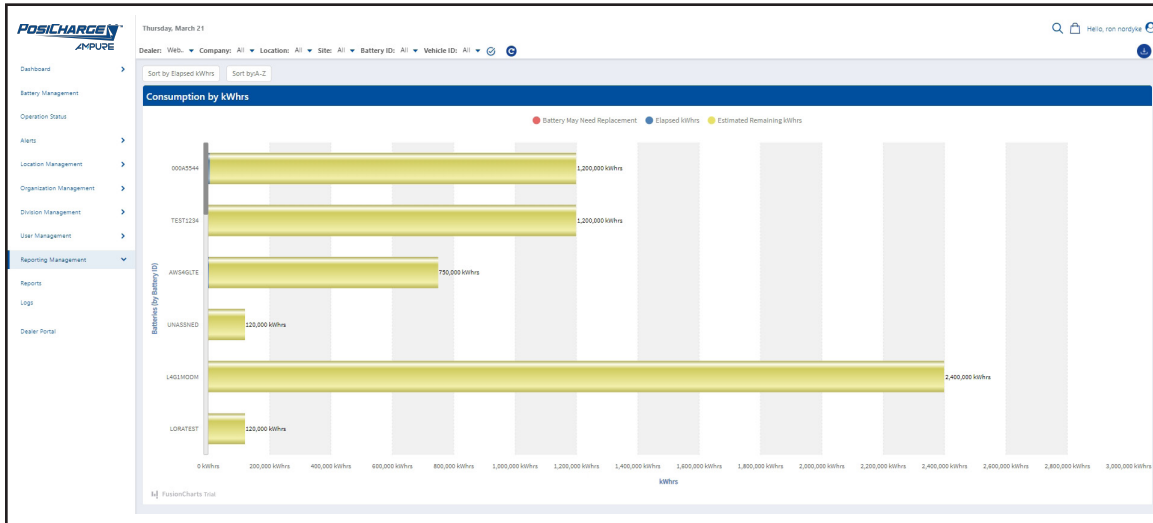 POSICHARGE™
AMPURE
Thursday, March 21
Hello, ron nordyke
Dealer: Web.. Company: All Location: All Site: All Battery ID: All Vehicle ID: All
Dashboard
Battery Management
Operation Status
Alerts
Location Management
Organization Management
Division Management
User Management
Reporting Management
Reports
Logs
Dealer Portal
Sort by Elapsed kWhrs Sort by:A-Z
Consumption by kWhrs
Battery May Need Replacement Elapsed kWhrs Estimated Remaining kWhrs
Batteries (by Battery ID)
000A5544 1,200,000 kWhrs
TEST1234 1,200,000 kWhrs
AWS4GLTE 750,000 kWhrs
UNASSNED 120,000 kWhrs
L4G1MODM 2,400,000 kWhrs
LORATEST 120,000 kWhrs
0 kWhrs 200,000 kWhrs 400,000 kWhrs 600,000 kWhrs 800,000 kWhrs 1,000,000 kWhrs 1,200,000 kWhrs 1,400,000 kWhrs 1,600,000 kWhrs 1,800,000 kWhrs 2,000,000 kWhrs 2,200,000 kWhrs 2,400,000 kWhrs 2,600,000 kWhrs 2,800,000 kWhrs 3,000,000 kWhrs
kWhrs
FusionCharts Trial